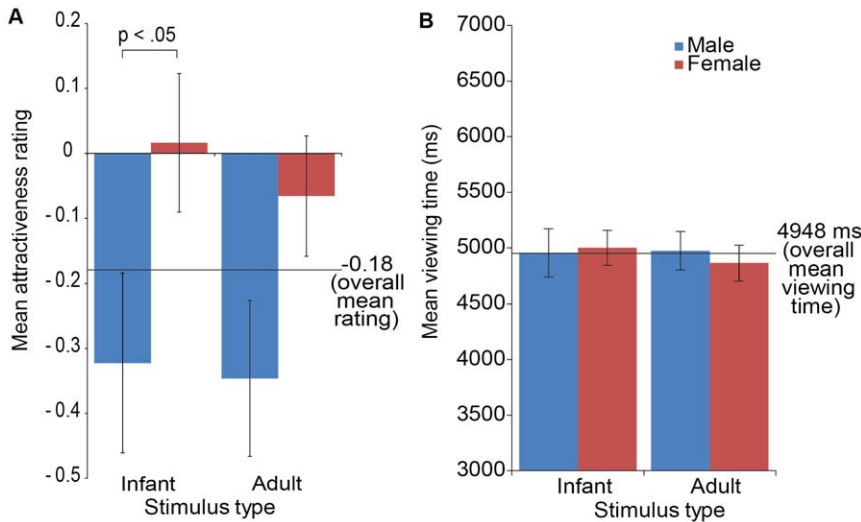 A
Mean attractiveness rating
0.2
0.1
0
-0.1
-0.2
-0.3
-0.4
-0.5
p < .05
-0.18
(overall
mean
rating)
Infant
Adult
Stimulus type
B
Mean viewing time (ms)
7000
6500
6000
5500
5000
4500
4000
3500
3000
Male
Female
4948 ms
(overall
mean
viewing
time)
Infant
Adult
Stimulus type